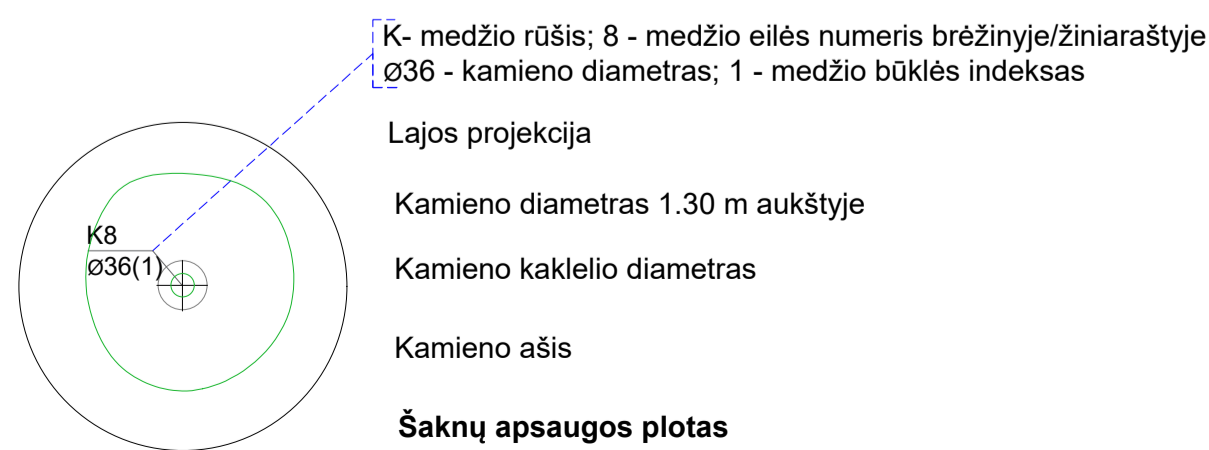 K- medžio rūšis; 8 - medžio eilės numeris brėžinyje/žiniaraštyje
Ø36 - kamieno diametras; 1 - medžio būklės indeksas
Lajos projekcija
Kamieno diametras 1.30 m aukštyje
K8
Ø36(1)
Kamieno kaklelio diametras
Kamieno ašis
Šaknų apsaugos plotas